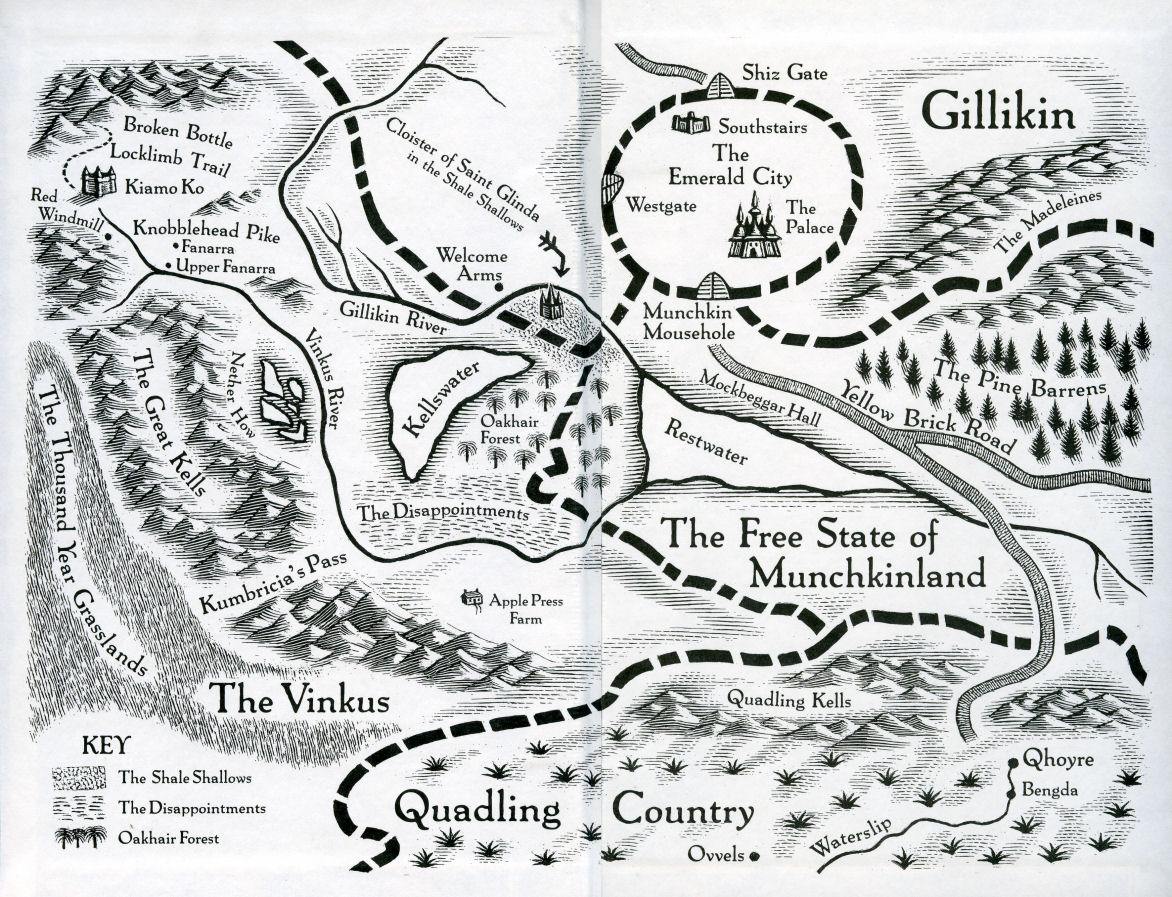 Shiz Gate
Gillikin
Southstairs
The
Emerald City
Westgate
The
Palace
Munchkin
Mousehole
The Madeleines
Broken Bottle
Locklimb Trail
Kiamo Ko
Red
Windmill
Knobblehead Pike
Fanarra
Upper Fanarra
Cloister of Saint Glinda
in the Shale Shallows
Welcome
Arms
Gillikin River
Vinkus River
Nether How
The Great Kells
The Thousand Year Grasslands
Kellswater
Oakhair
Forest
The Disappointments
Mockbeggar Hall
Yellow Brick Road
The Pine Barrens
Restwater
The Free State of
Munchkinland
Kumbricia's Pass
Apple Press
Farm
The Vinkus
Quadling Kells
Quadling Country
Qhoyre
Bengda
Waterslip
Ovvels
KEY
The Shale Shallows
The Disappointments
Oakhair Forest